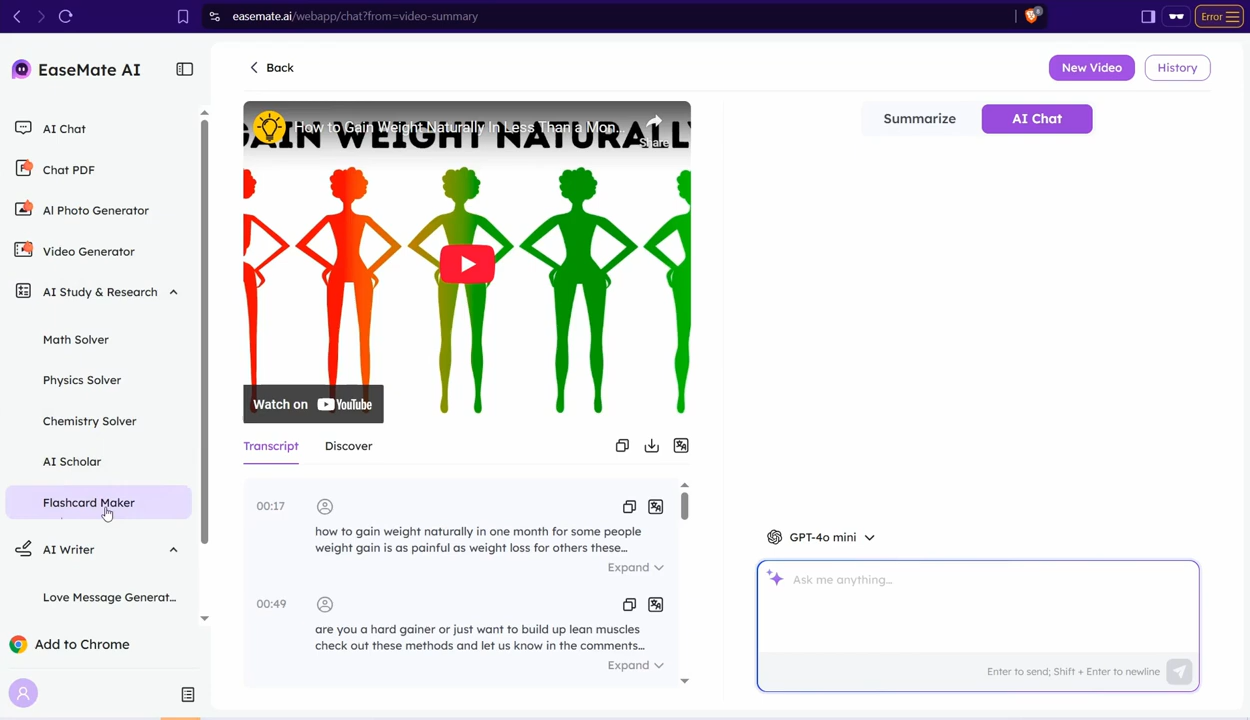 easemate.ai/webapp/chat?from=video-summary
6
Error
EaseMate AI
AI Chat
Chat PDF
AI Photo Generator
Video Generator
AI Study & Research
Math Solver
Physics Solver
Chemistry Solver
AI Scholar
Flashcard Maker
AI Writer
Love Message Generat...
Add to Chrome
Back
New Video
History
How to Gain Weight Naturally In Less Than a Mon...
Share
GAIN WEIGHT NATURALLY
Watch on YouTube
Transcript
Discover
00:17
how to gain weight naturally in one month for some people
weight gain is as painful as weight loss for others these...
Expand
00:49
are you a hard gainer or just want to build up lean muscles
check out these methods and let us know in the comments...
Expand
Summarize
AI Chat
GPT-4o mini
Ask me anything...
Enter to send; Shift + Enter to newline